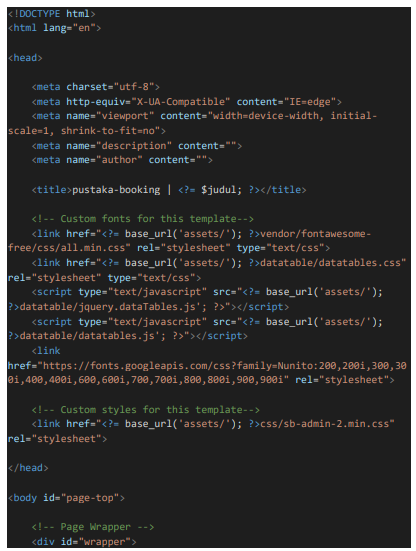 <!DOCTYPE html>
<html lang="en">
<head>
<meta charset="utf-8">
<meta http-equiv="X-UA-Compatible" content="IE=edge">
<meta name="viewport" content="width=device-width, initial-
scale=1, shrink-to-fit=no">
<meta name="description" content="">
<meta name="author" content="">
<title>pustaka-booking | <?= $judul; ?></title>
<!-- Custom fonts for this template-->
<link href="<?= base_url('assets/'); ?>vendor/fontawesome-
free/css/all.min.css" rel="stylesheet" type="text/css">
<link href="<?= base_url('assets/'); ?>datatable/datatables.css"
rel="stylesheet" type="text/css">
<script type="text/javascript" src="<?= base_url('assets/');
?>datatable/jquery.dataTables.js'; ?>"></script>
<script type="text/javascript" src="<?= base_url('assets/');
?>datatable/datatables.js'; ?>"></script>
<link
href="https://fonts.googleapis.com/css?family=Nunito:200,200i,300,30
0i,400,400i,600,600i,700,700i,800,800i,900,900i" rel="stylesheet">
<!-- Custom styles for this template-->
<link href="<?= base_url('assets/'); ?>css/sb-admin-2.min.css"
rel="stylesheet">
</head>
<body id="page-top">
<!-- Page Wrapper -->
<div id="wrapper">